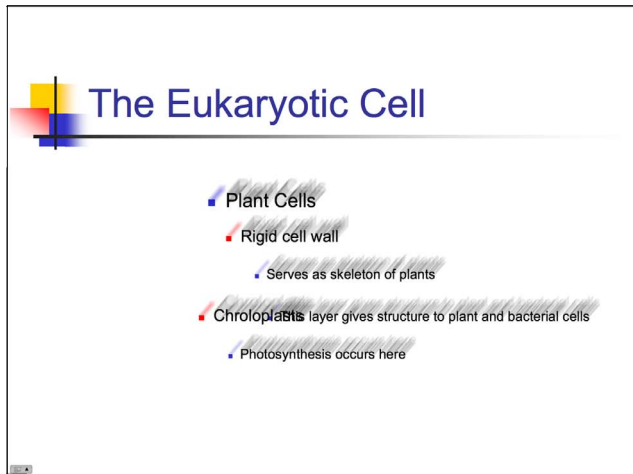 The Eukaryotic Cell
Plant Cells
Rigid cell wall
Serves as skeleton of plants
Chroloplasts
This layer gives structure to plant and bacterial cells
Photosynthesis occurs here